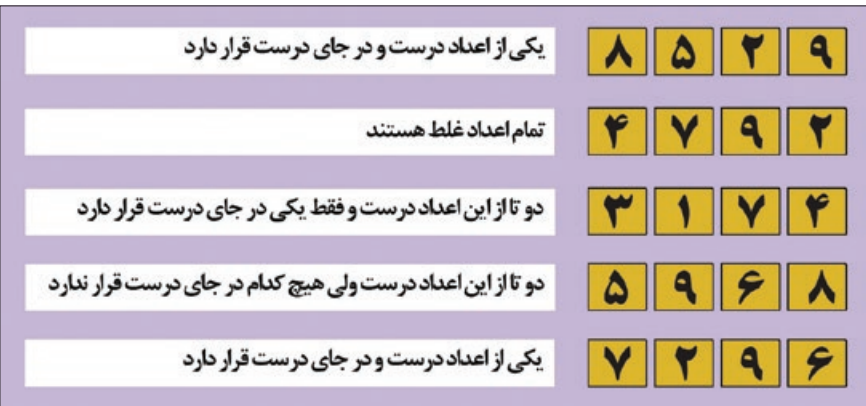 یکی از اعداد درست و در جای درست قرار دارد ۸ ۵ ۲ ۹
تمام اعداد غلط هستند ۴ ۷ ۹ ۲
دو تا از این اعداد درست و فقط یکی در جای درست قرار دارد ۳ ۱ ۷ ۴
دو تا از این اعداد درست ولی هیچ کدام در جای درست قرار ندارد ۵ ۹ ۶ ۸
یکی از اعداد درست و در جای درست قرار دارد ۷ ۲ ۹ ۶